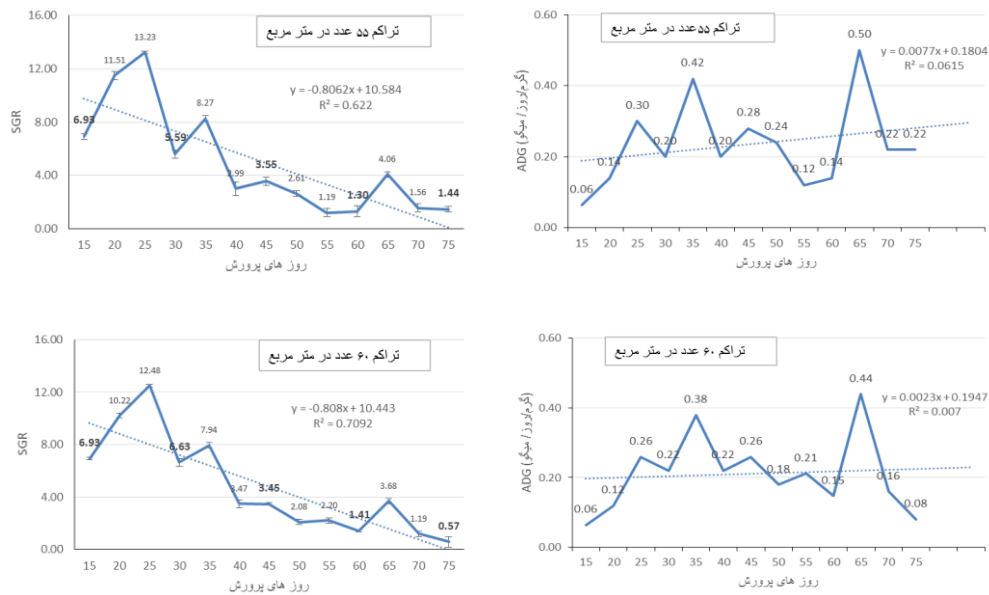 16.00
12.00
8.00
4.00
0.00
SGR
تراکم ۵۵ عدد در متر مربع
6.93
11.51
13.23
5.59
8.27
2.99
3.55
2.61
1.19
1.30
4.06
1.56
1.44
y = -0.8062x + 10.584
R² = 0.622
15 20 25 30 35 40 45 50 55 60 65 70 75
روز های پرورش
0.60
0.40
0.20
0.00
ADG (گرم/روز/ میگو)
تراکم ۵۵عدد در متر مربع
0.06
0.14
0.30
0.20
0.42
0.20
0.28
0.24
0.12
0.14
0.50
0.22
0.22
y = 0.0077x + 0.1804
R² = 0.0615
15 20 25 30 35 40 45 50 55 60 65 70 75
روز های پرورش
16.00
12.00
8.00
4.00
0.00
SGR
تراکم ۶۰ عدد در متر مربع
6.93
10.22
12.48
6.63
7.94
3.47
3.45
2.08
2.20
1.41
3.68
1.19
0.57
y = -0.808x + 10.443
R² = 0.7092
15 20 25 30 35 40 45 50 55 60 65 70 75
روز های پرورش
0.60
0.40
0.20
0.00
ADG (گرم/روز/ میگو)
تراکم ۶۰ عدد در متر مربع
0.06
0.12
0.26
0.22
0.38
0.22
0.26
0.18
0.21
0.15
0.44
0.16
0.08
y = 0.0023x + 0.1947
R² = 0.007
15 20 25 30 35 40 45 50 55 60 65 70 75
روز های پرورش